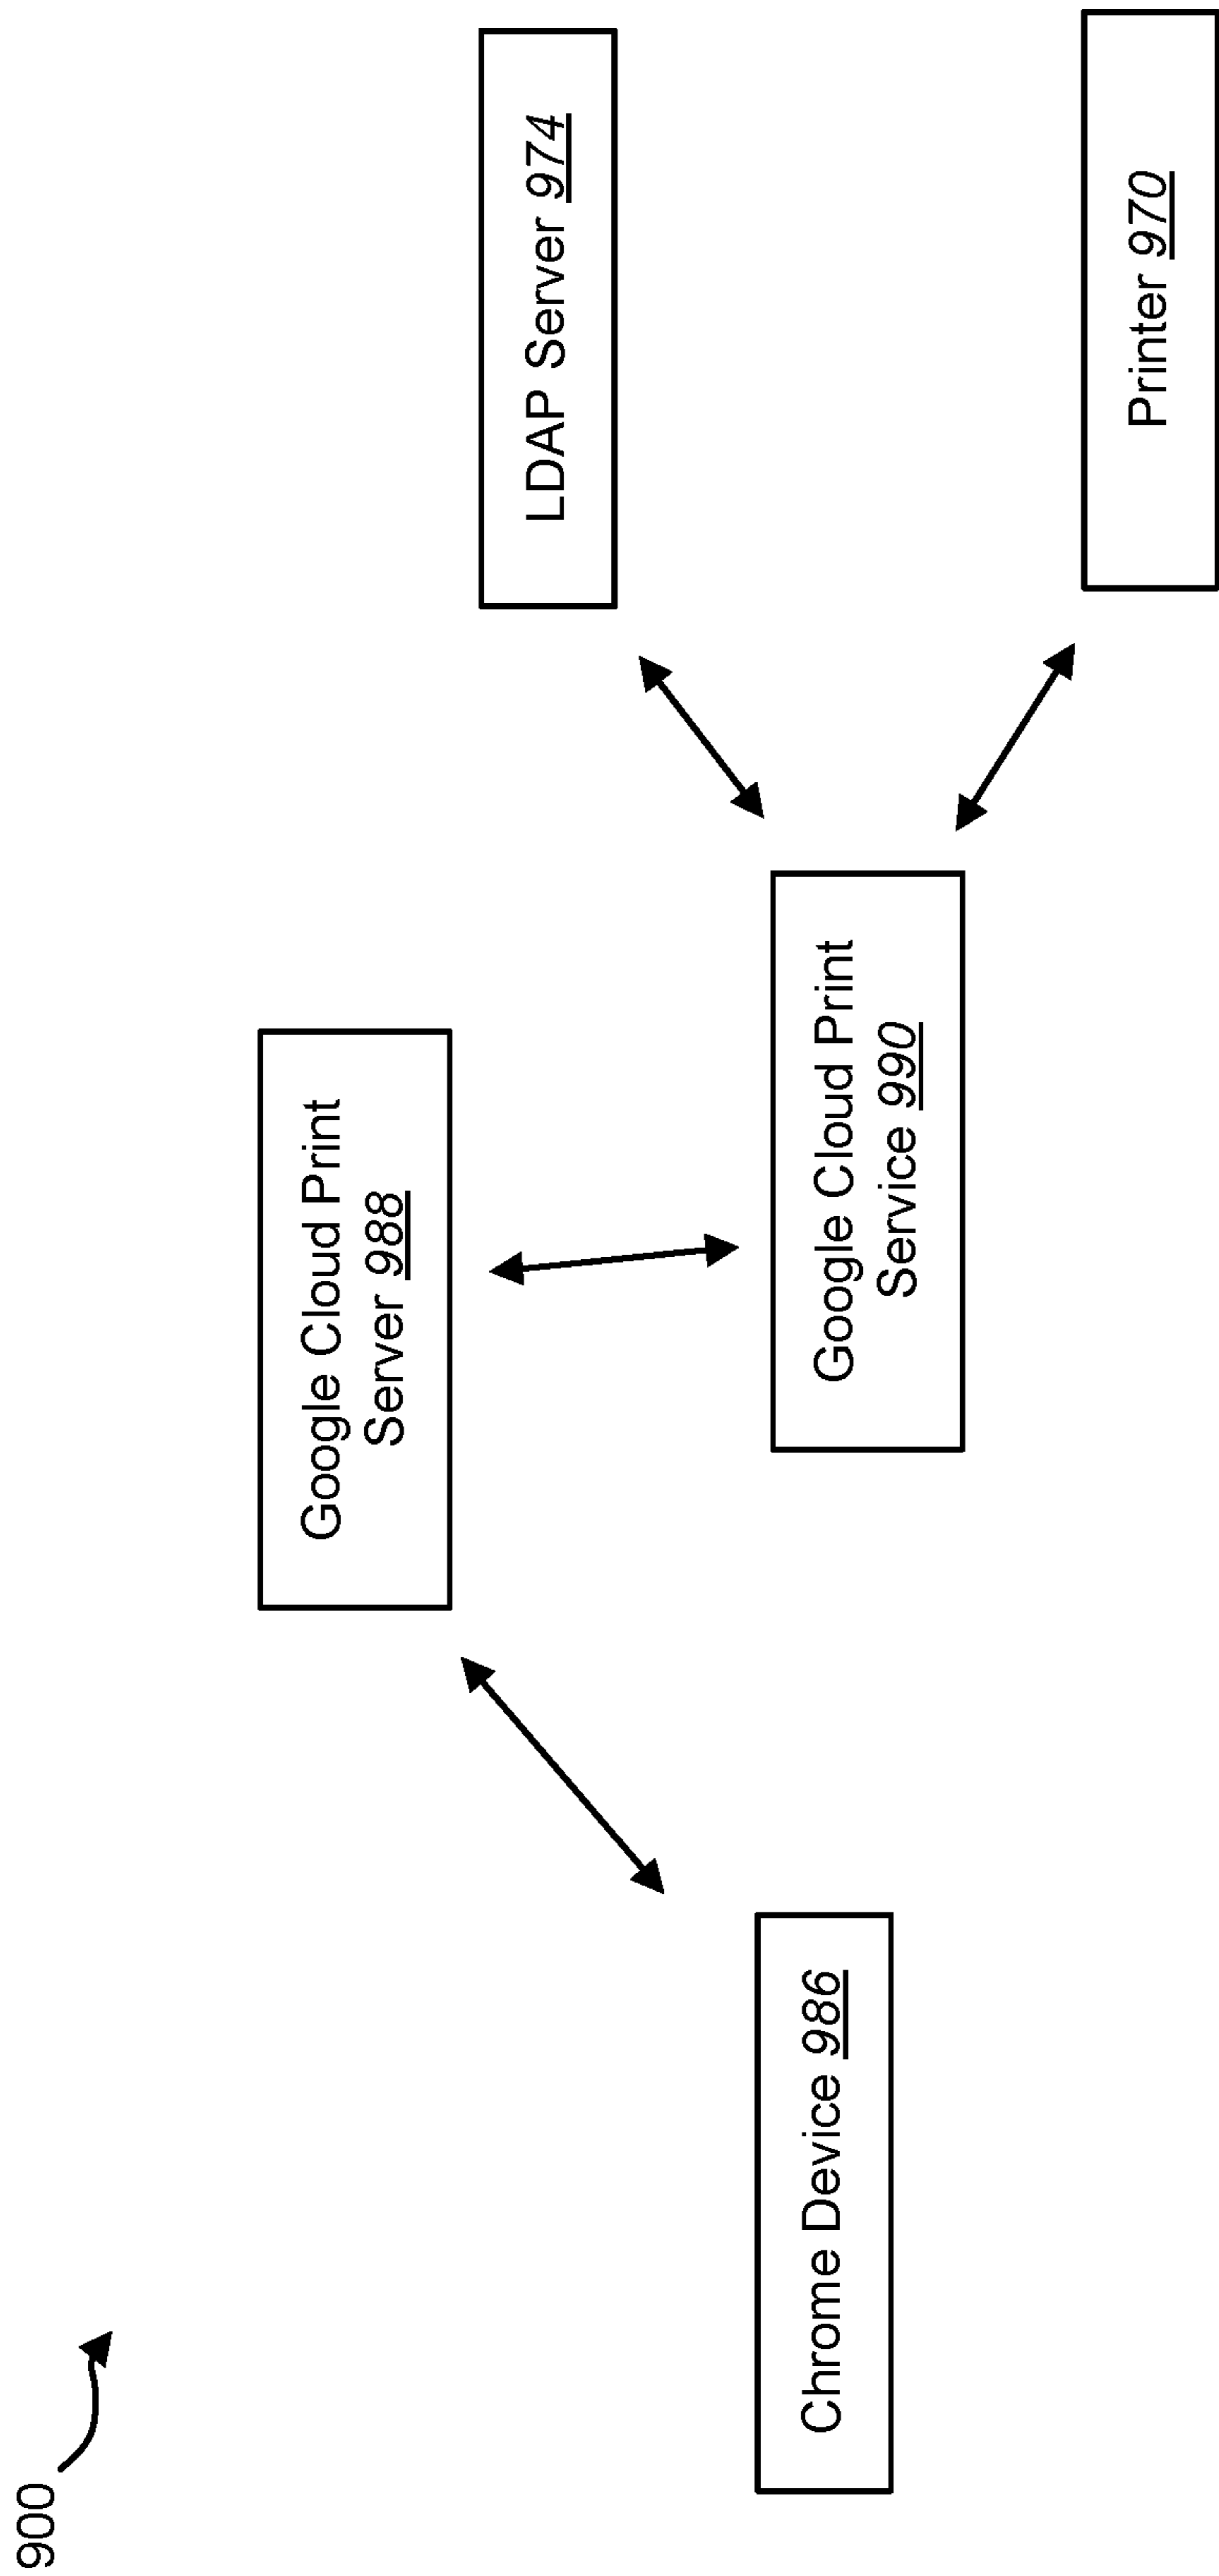 900
Google Cloud Print
Server 988
LDAP Server 974
Chrome Device 986
Google Cloud Print
Service 990
Printer 970